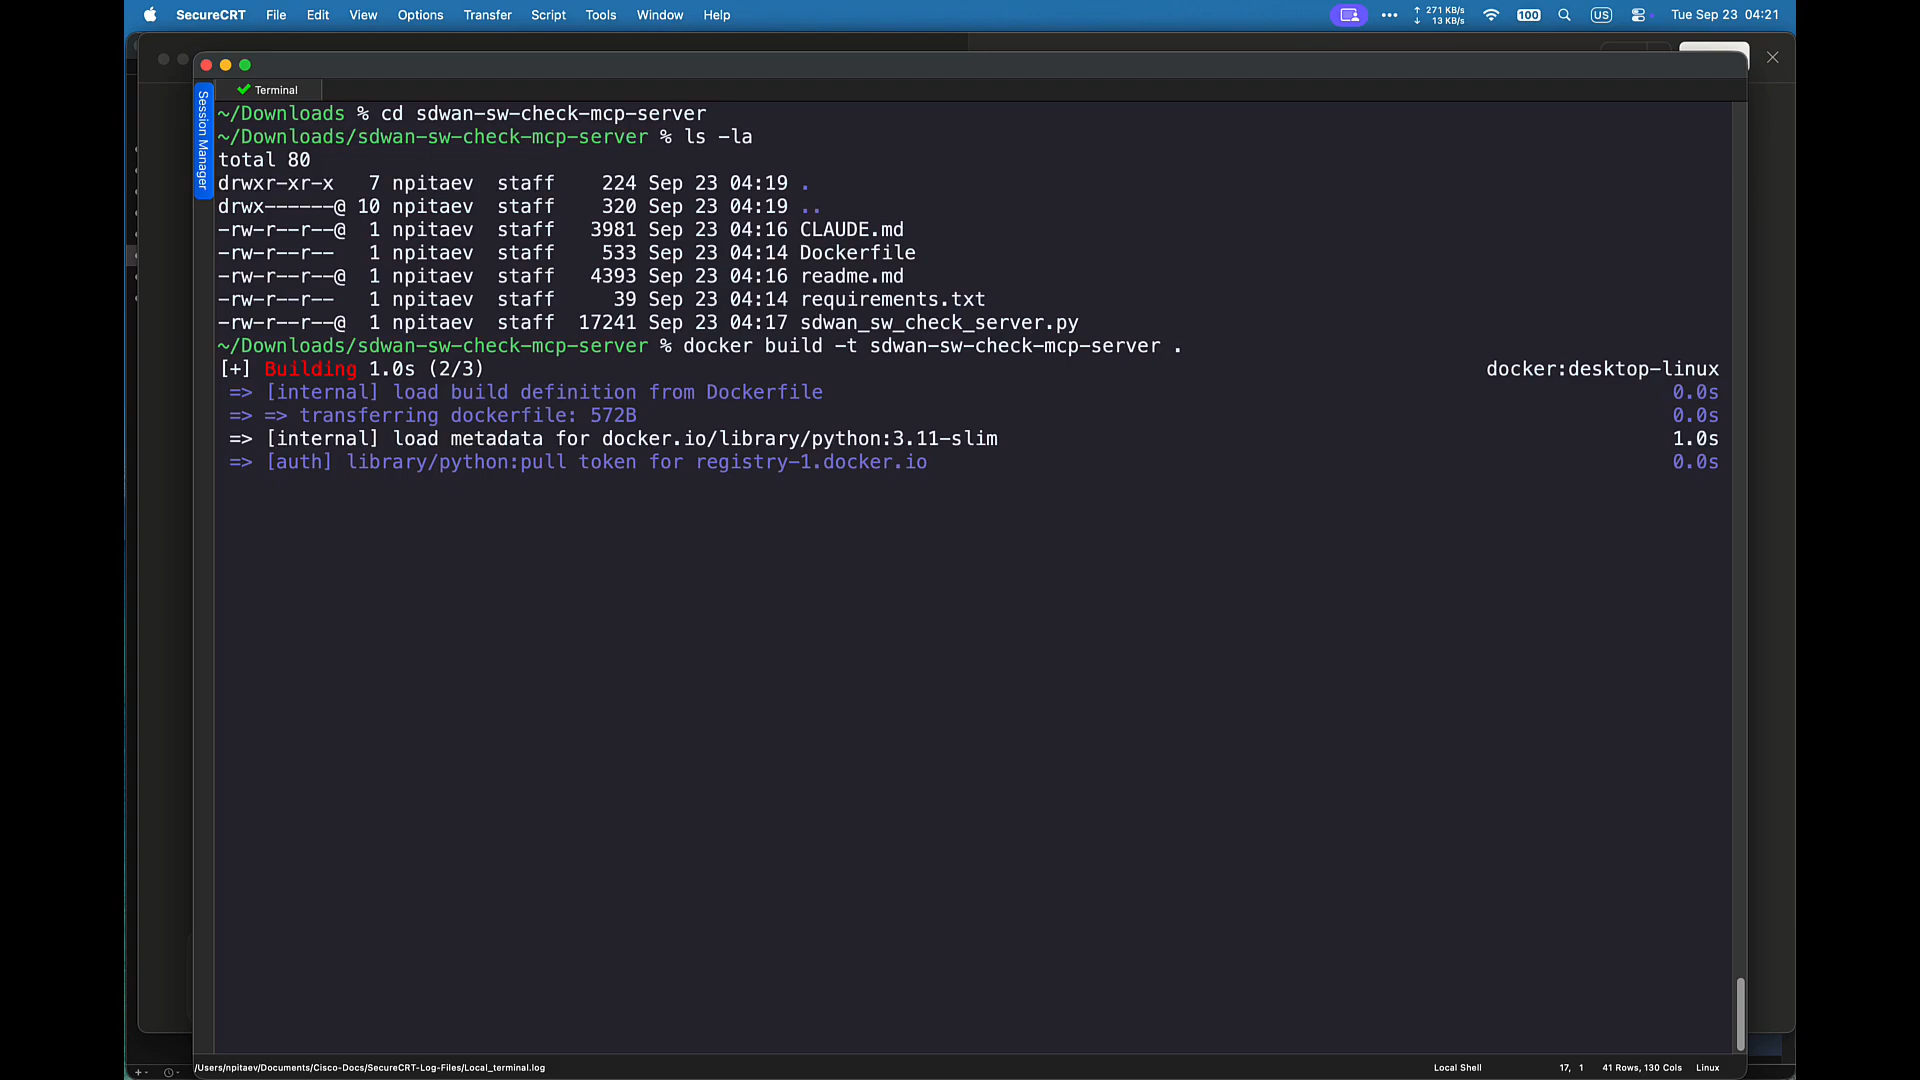 SecureCRT File Edit View Options Transfer Script Tools Window Help
↑ 271 KB/s
↓ 13 KB/s
100
US
Tue Sep 23 04:21
Session Manager
Terminal
~/Downloads % cd sdwan-sw-check-mcp-server
~/Downloads/sdwan-sw-check-mcp-server % ls -la
total 80
drwxr-xr-x   7 npitaev  staff    224 Sep 23 04:19 .
drwx------@ 10 npitaev  staff    320 Sep 23 04:19 ..
-rw-r--r--@  1 npitaev  staff   3981 Sep 23 04:16 CLAUDE.md
-rw-r--r--   1 npitaev  staff    533 Sep 23 04:14 Dockerfile
-rw-r--r--@  1 npitaev  staff   4393 Sep 23 04:16 readme.md
-rw-r--r--   1 npitaev  staff     39 Sep 23 04:14 requirements.txt
-rw-r--r--@  1 npitaev  staff  17241 Sep 23 04:17 sdwan_sw_check_server.py
~/Downloads/sdwan-sw-check-mcp-server % docker build -t sdwan-sw-check-mcp-server .
[+] Building 1.0s (2/3) docker:desktop-linux
=> [internal] load build definition from Dockerfile 0.0s
=> => transferring dockerfile: 572B 0.0s
=> [internal] load metadata for docker.io/library/python:3.11-slim 1.0s
=> [auth] library/python:pull token for registry-1.docker.io 0.0s
/Users/npitaev/Documents/Cisco-Docs/SecureCRT-Log-Files/Local_terminal.log Local Shell 17, 1 41 Rows, 130 Cols Linux